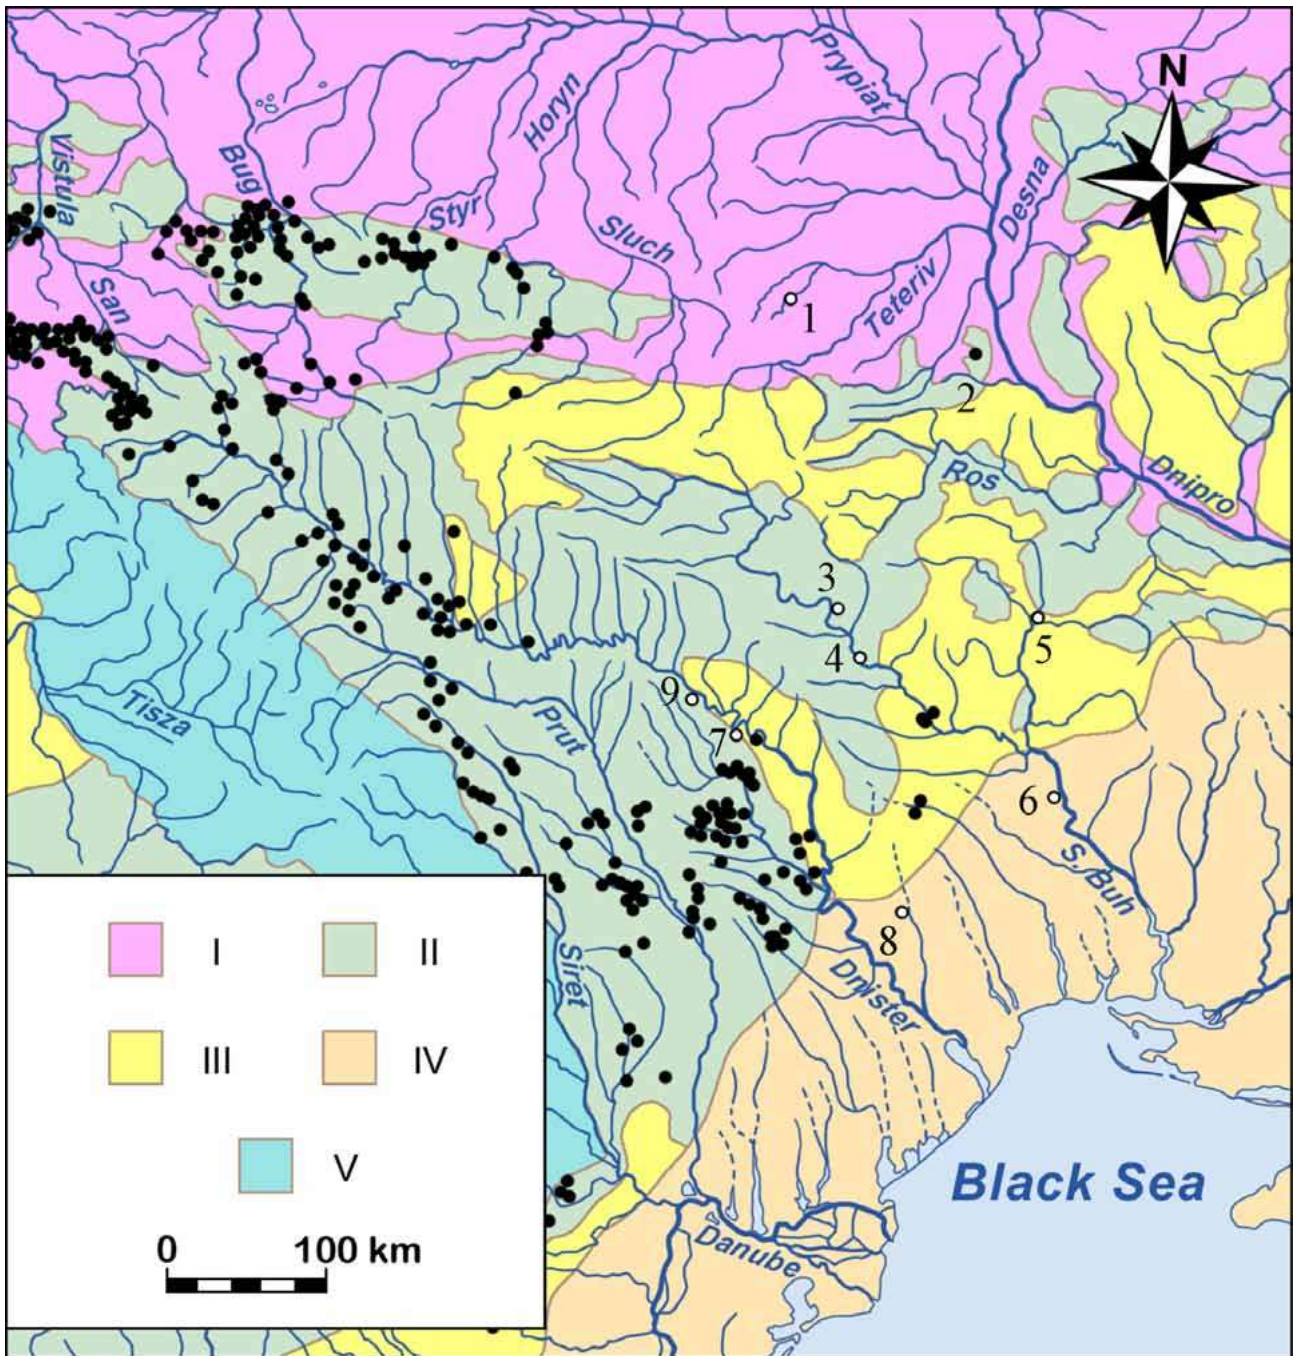 N
Prypiat
Horyn
Vistula
Bug
Desna
Styr
Sluch
San
1
Teteriv
2
Ros
Dnipro
3
5
4
9
Tisza
Prut
7
6
S. Buh
8
Siret
Dnister
I
II
III
IV
V
Black Sea
0 100 km
Danube